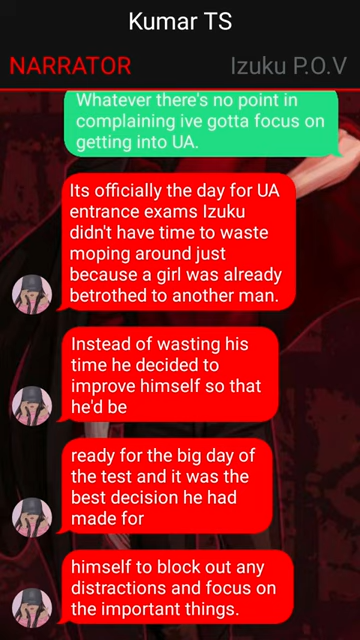 Kumar TS
NARRATOR
Izuku P.O.V
Whatever there's no point in
complaining ive gotta focus on
getting into UA.
Its officially the day for UA
entrance exams Izuku
didn't have time to waste
moping around just
because a girl was already
betrothed to another man.
Instead of wasting his
time he decided to
improve himself so that
he'd be
ready for the big day of
the test and it was the
best decision he had
made for
himself to block out any
distractions and focus on
the important things.